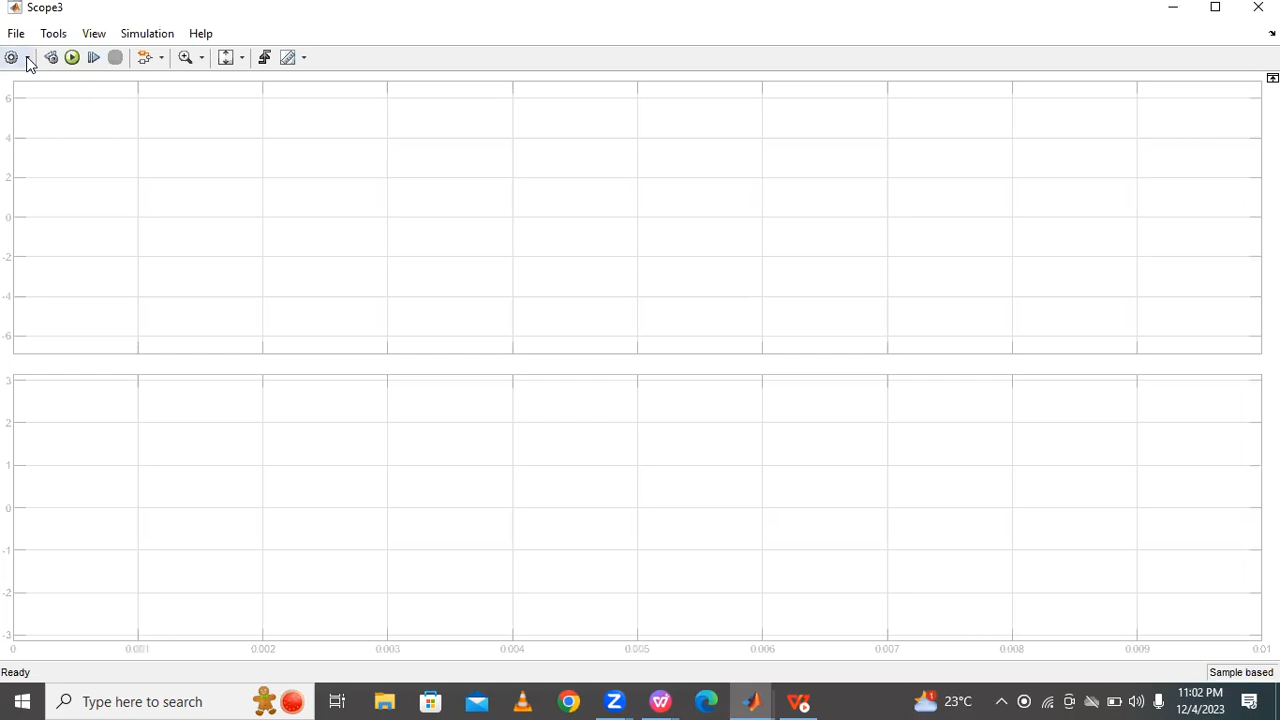 Scope3
File Tools View Simulation Help
6
4
2
0
-2
-4
-6
3
2
1
0
-1
-2
-3
0 0.001 0.002 0.003 0.004 0.005 0.006 0.007 0.008 0.009 0.01
Ready Sample based
Type here to search
Z
W
1
23°C
11:02 PM
12/4/2023